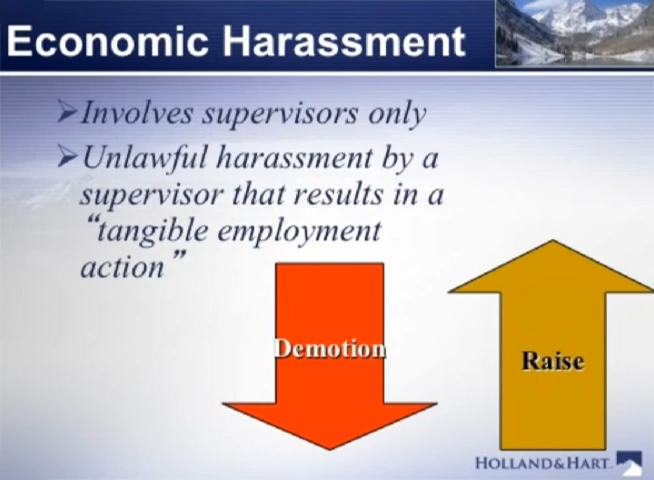 Economic Harassment
➢Involves supervisors only
➢Unlawful harassment by a
supervisor that results in a
“tangible employment
action”
Demotion
Raise
HOLLAND&HART